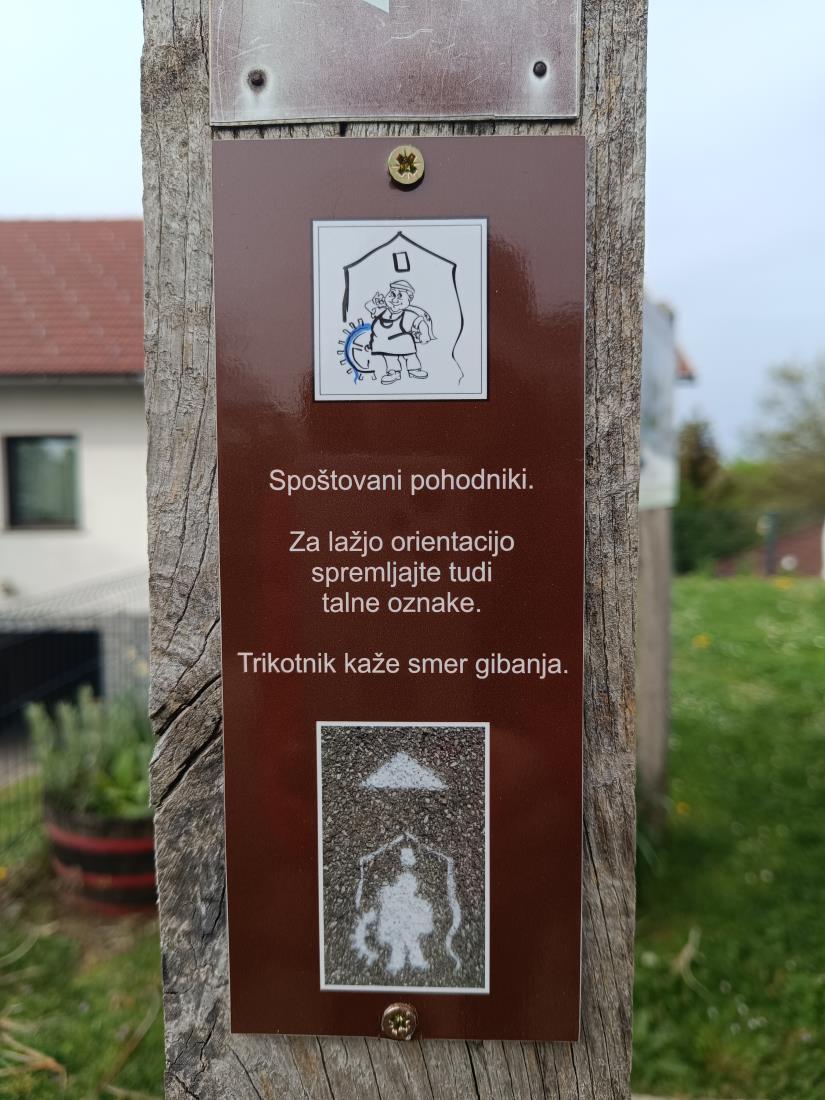 Spoštovani pohodniki.
Za lažjo orientacijo
spremljajte tudi
talne oznake.
Trikotnik kaže smer gibanja.